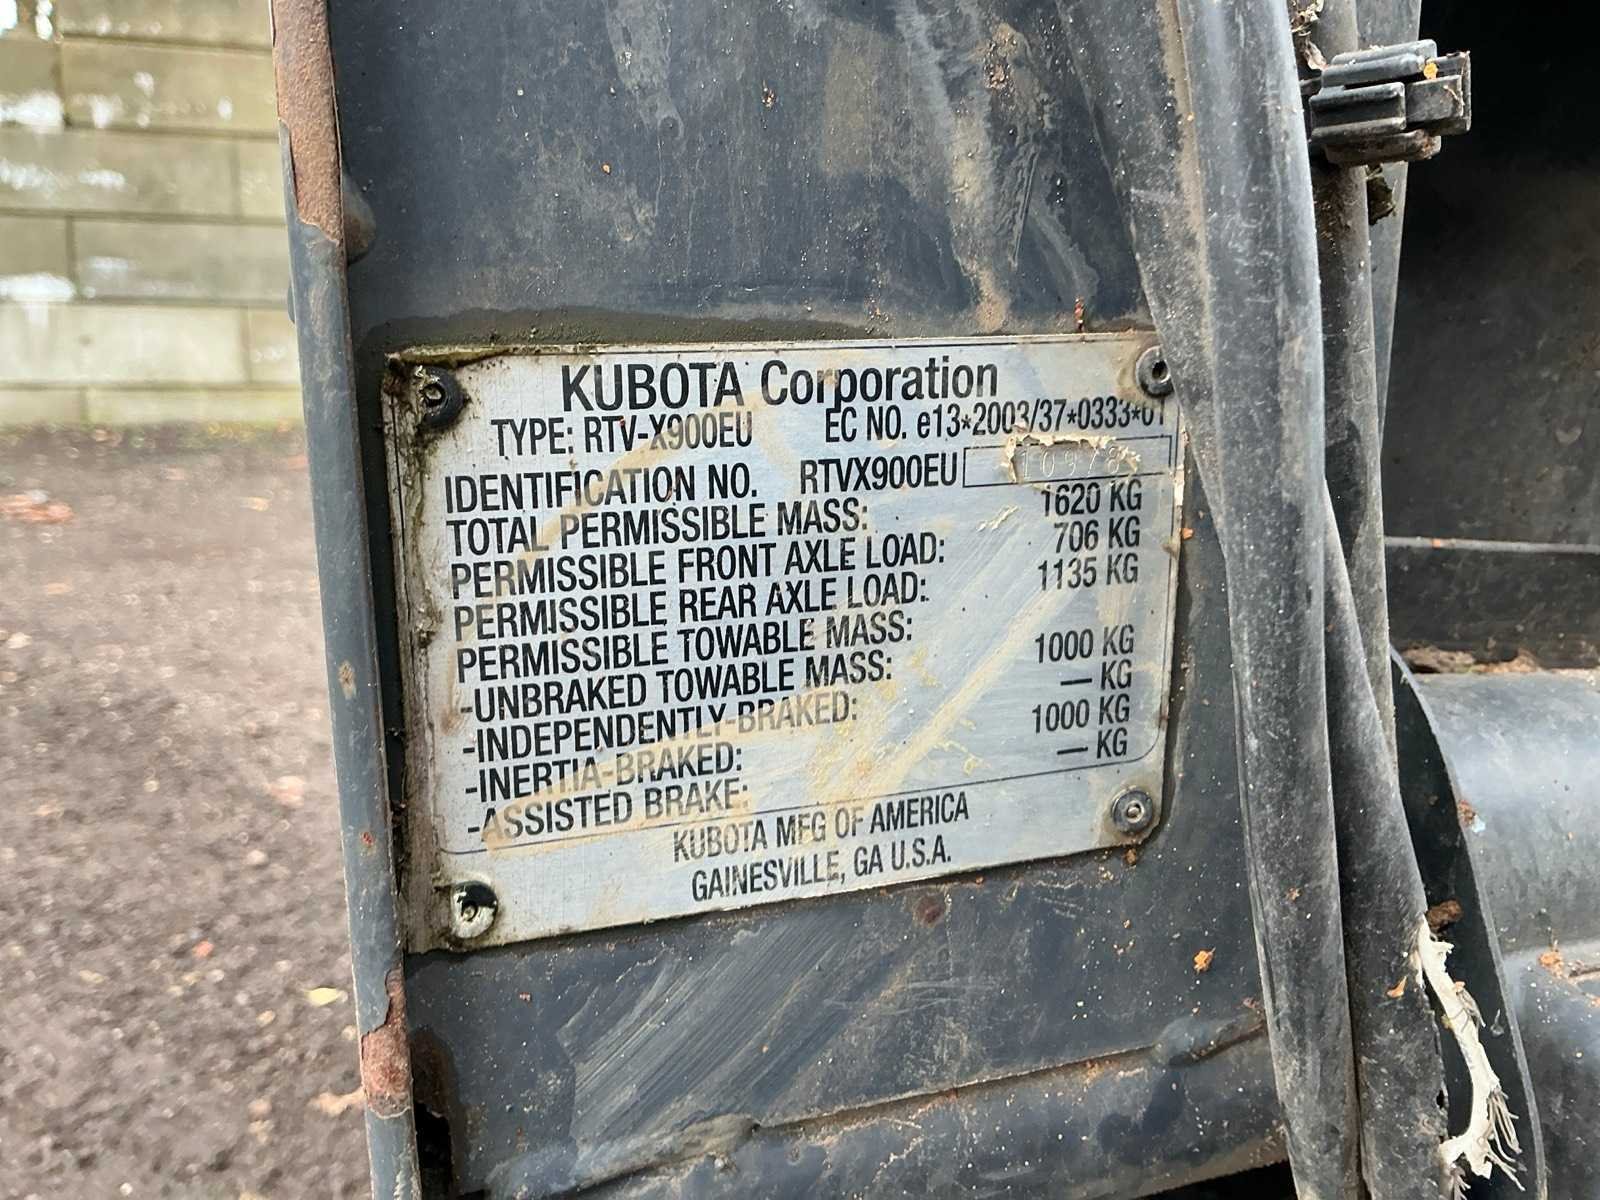 KUBOTA Corporation
TYPE: RTV-X900EU EC NO. e13*2003/37*0333*01
IDENTIFICATION NO. RTVX900EU 10978
TOTAL PERMISSIBLE MASS: 1620 KG
PERMISSIBLE FRONT AXLE LOAD: 706 KG
PERMISSIBLE REAR AXLE LOAD: 1135 KG
PERMISSIBLE TOWABLE MASS:
-UNBRAKED TOWABLE MASS: 1000 KG
-INDEPENDENTLY-BRAKED: — KG
-INERTIA-BRAKED: 1000 KG
-ASSISTED BRAKE: — KG
KUBOTA MFG OF AMERICA
GAINESVILLE, GA U.S.A.